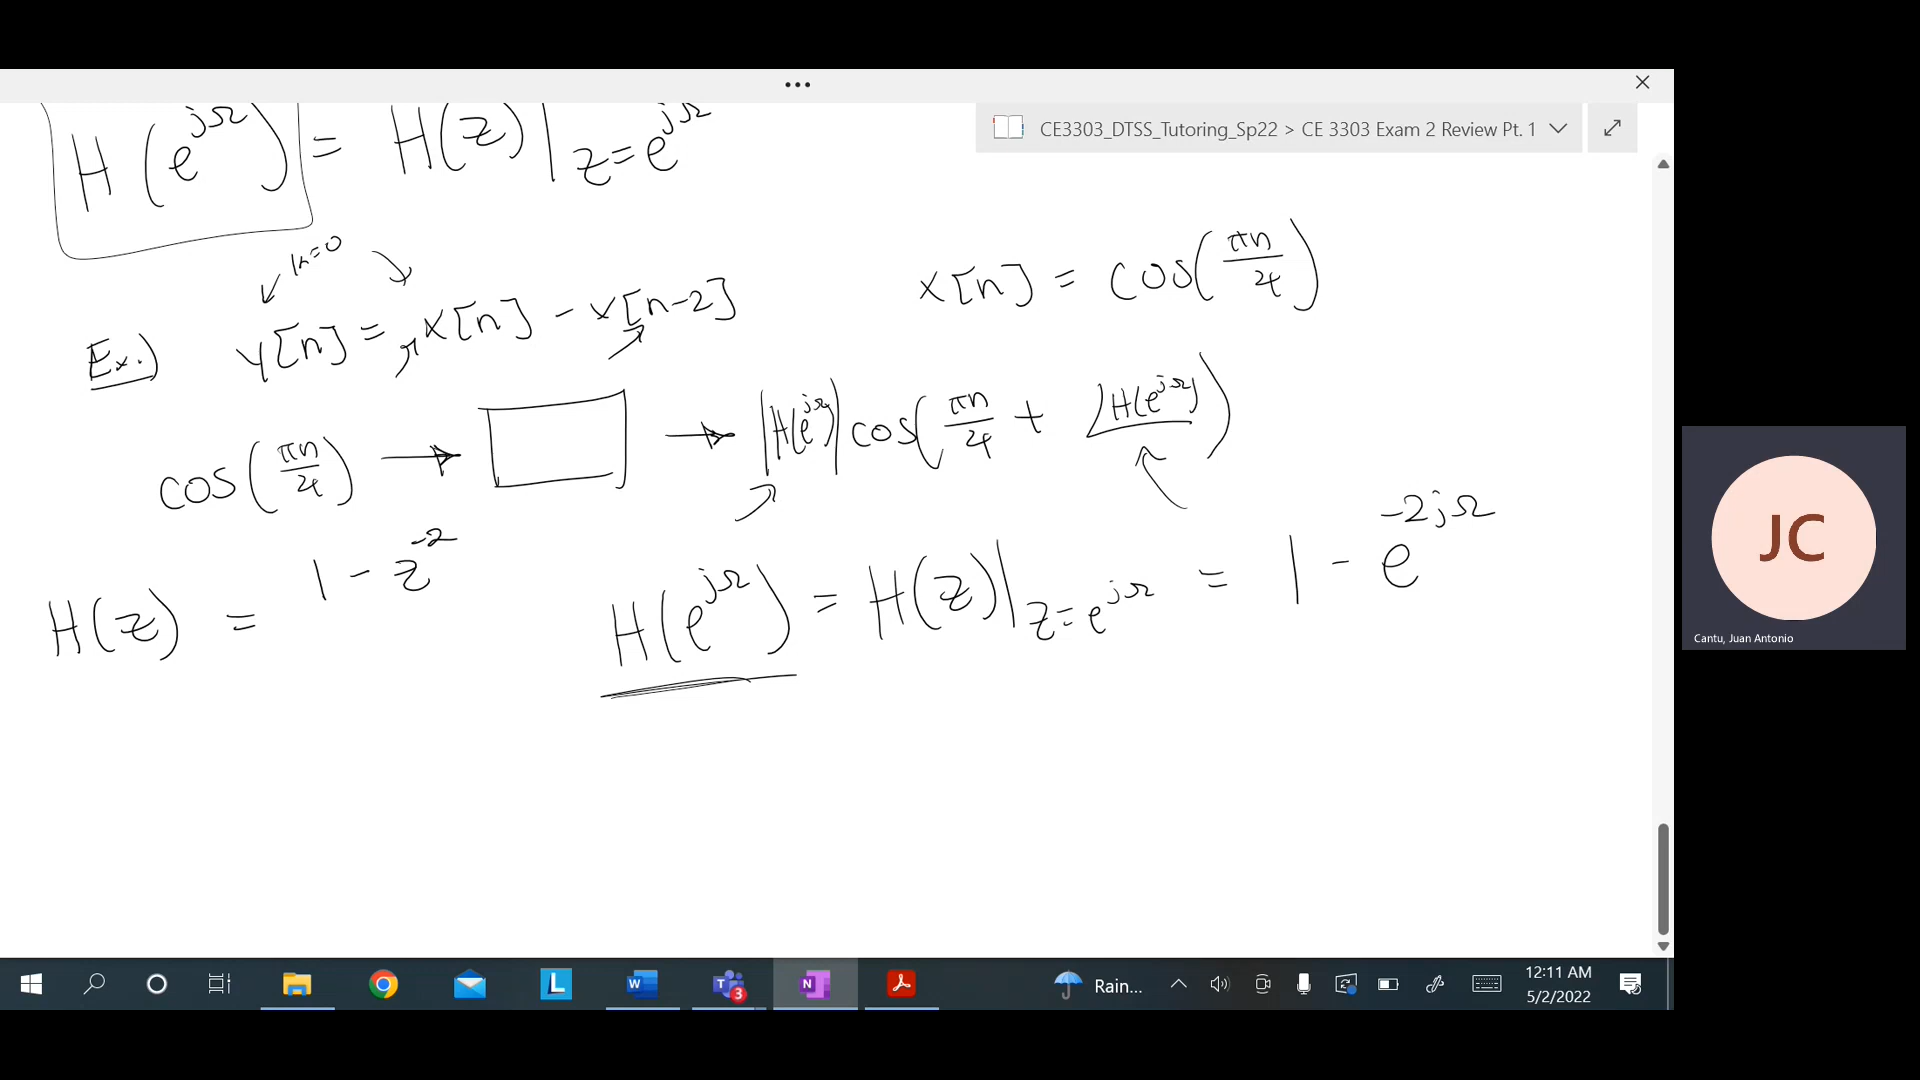 •••
CE3303_DTSS_Tutoring_Sp22 > CE 3303 Exam 2 Review Pt. 1
H(e^{jΩ}) = H(z)|_{z=e^{jΩ}}
k=0
Ex.) y[n] = x[n] - x[n-2]
x[n] = cos(πn/4)
cos(πn/4) → → |H(e^{jΩ})| cos(πn/4 + ∠H(e^{jΩ}))
H(z) = 1 - z^{-2}
H(e^{jΩ}) = H(z)|_{z=e^{jΩ}} = 1 - e^{-2jΩ}
JC
Cantu, Juan Antonio
L
W
T
3
N
Rain...
12:11 AM
5/2/2022